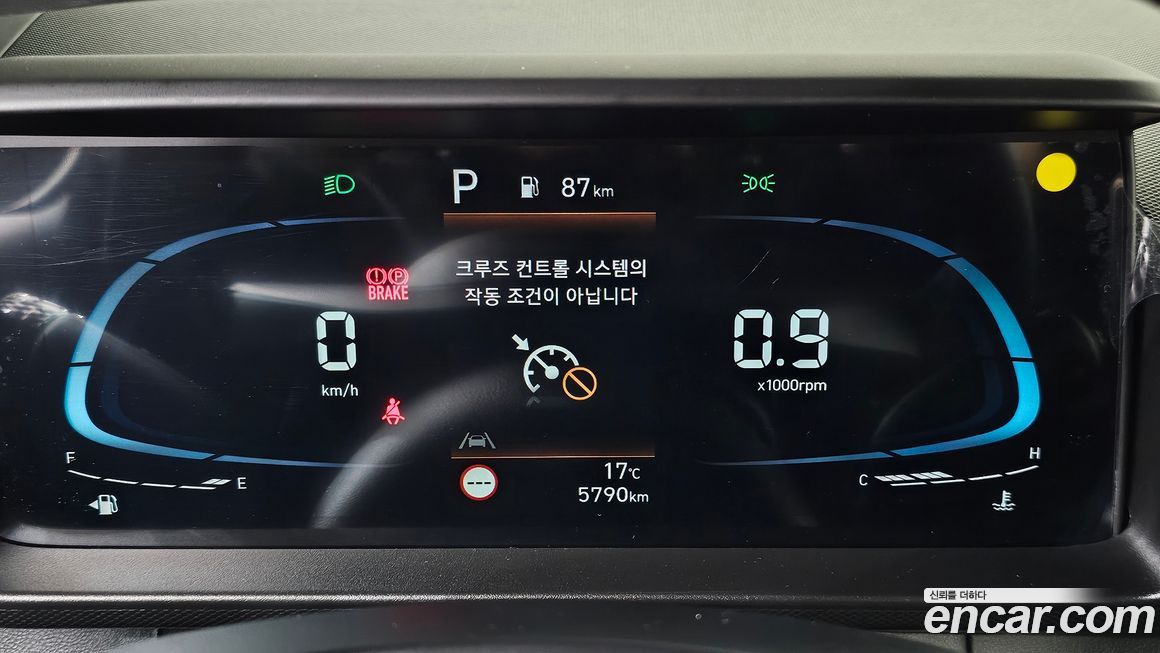 P 87km
크루즈 컨트롤 시스템의
작동 조건이 아닙니다
P
BRAKE
0
km/h
0.9
x1000rpm
F
E
---
17℃
5790km
C
H
신뢰를 더하다
encar.com